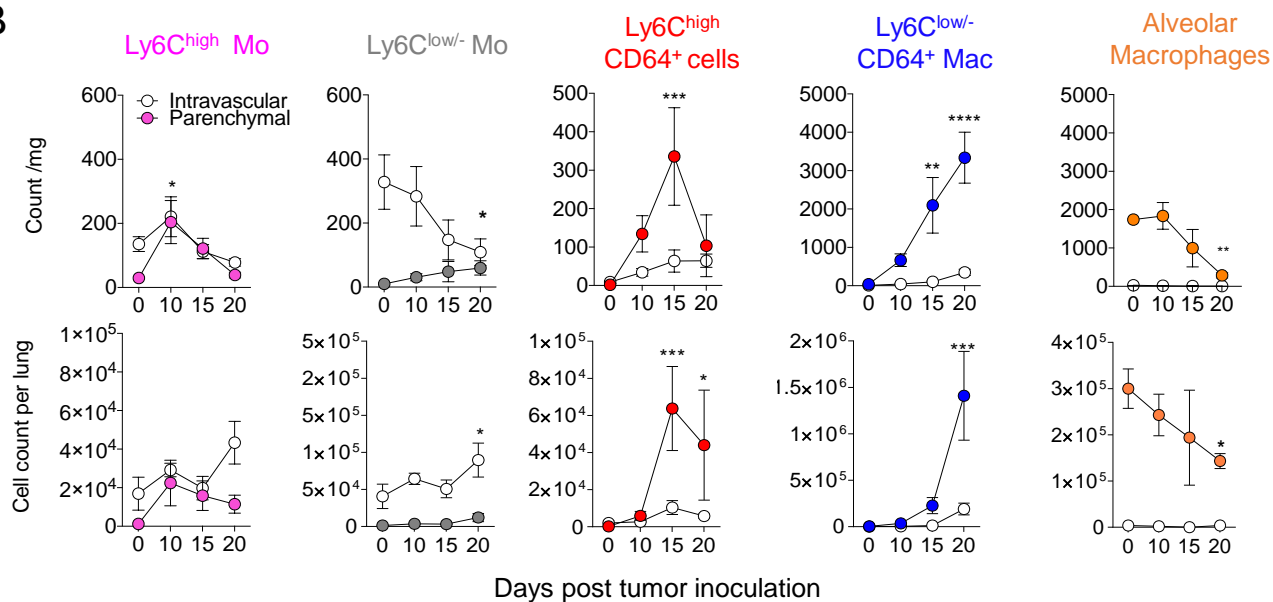 B
Ly6Chigh Mo
Ly6Clow/- Mo
Ly6Chigh
CD64+ cells
Ly6Clow/-
CD64+ Mac
Alveolar
Macrophages
Count /mg
600
400
200
0
Intravascular
Parenchymal
*
0 10 15 20
600
400
200
0
*
0 10 15 20
500
400
300
200
100
0
***
0 10 15 20
5000
4000
3000
2000
1000
0
**
****
0 10 15 20
5000
4000
3000
2000
1000
0
**
0 10 15 20
Cell count per lung
1×10⁵
8×10⁴
6×10⁴
4×10⁴
2×10⁴
0
0 10 15 20
5×10⁵
2×10⁵
5×10⁵
1×10⁵
5×10⁴
0
*
0 10 15 20
1×10⁵
8×10⁴
6×10⁴
4×10⁴
2×10⁴
0
***
*
0 10 15 20
2×10⁶
1.5×10⁶
1×10⁶
5×10⁵
0
***
0 10 15 20
4×10⁵
3×10⁵
2×10⁵
1×10⁵
0
*
0 10 15 20
Days post tumor inoculation